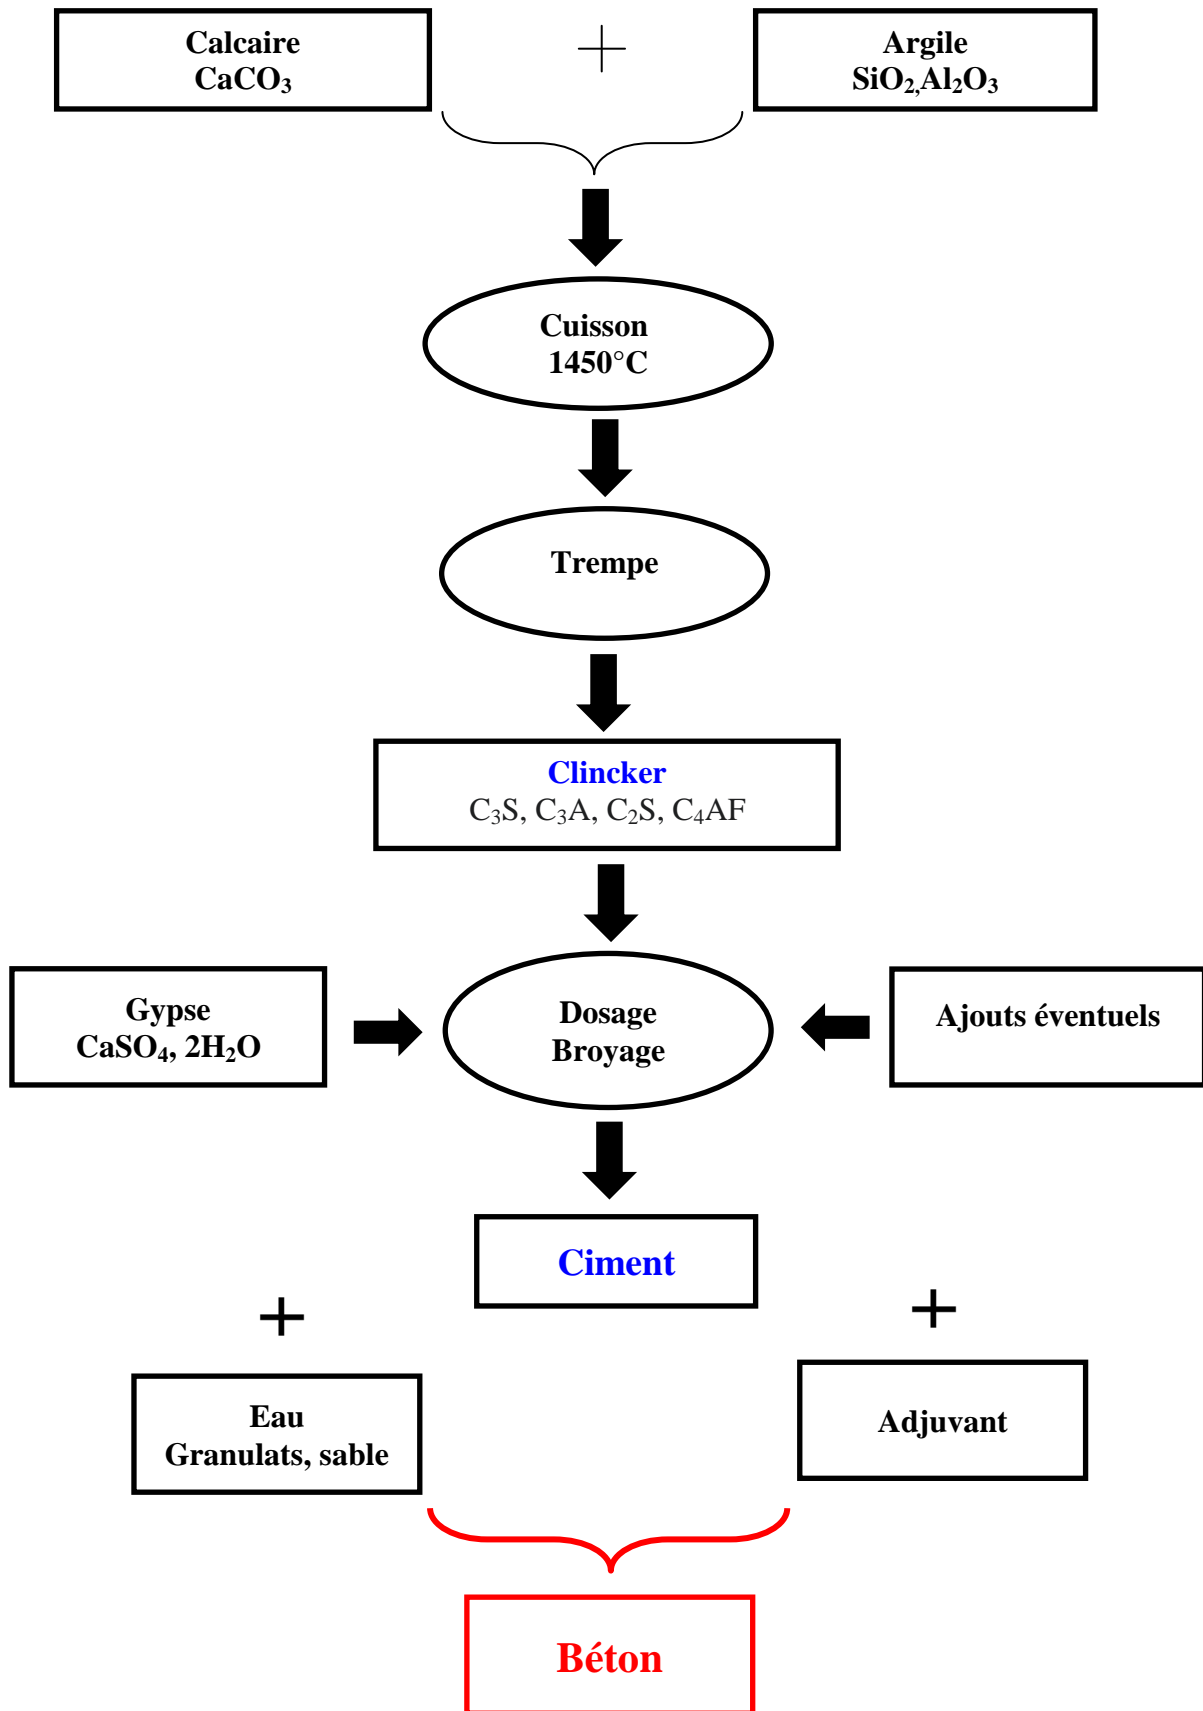 Calcaire
CaCO₃
+
Argile
SiO₂,Al₂O₃
Cuisson
1450°C
Trempe
Clincker
C₃S, C₃A, C₂S, C₄AF
Gypse
CaSO₄, 2H₂O
Dosage
Broyage
Ajouts éventuels
Ciment
+
+
Eau
Granulats, sable
Adjuvant
Béton